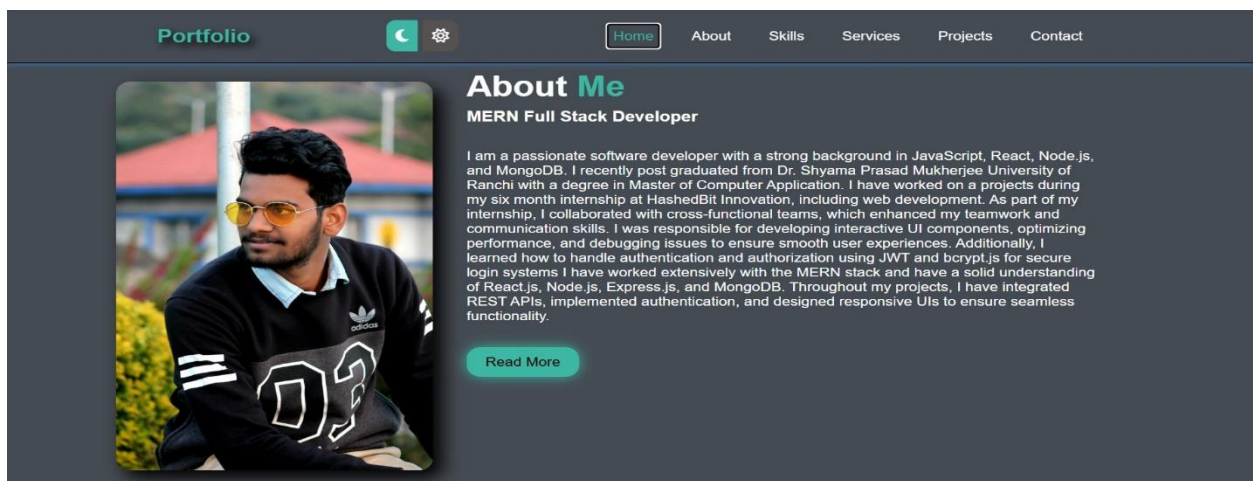 Portfolio
Home About Skills Services Projects Contact
About Me
MERN Full Stack Developer
I am a passionate software developer with a strong background in JavaScript, React, Node.js,
and MongoDB. I recently post graduated from Dr. Shyama Prasad Mukherjee University of
Ranchi with a degree in Master of Computer Application. I have worked on a projects during
my six month internship at HashedBit Innovation, including web development. As part of my
internship, I collaborated with cross-functional teams, which enhanced my teamwork and
communication skills. I was responsible for developing interactive UI components, optimizing
performance, and debugging issues to ensure smooth user experiences. Additionally, I
learned how to handle authentication and authorization using JWT and bcrypt.js for secure
login systems I have worked extensively with the MERN stack and have a solid understanding
of React.js, Node.js, Express.js, and MongoDB. Throughout my projects, I have integrated
REST APIs, implemented authentication, and designed responsive UIs to ensure seamless
functionality.
Read More
adidas
03